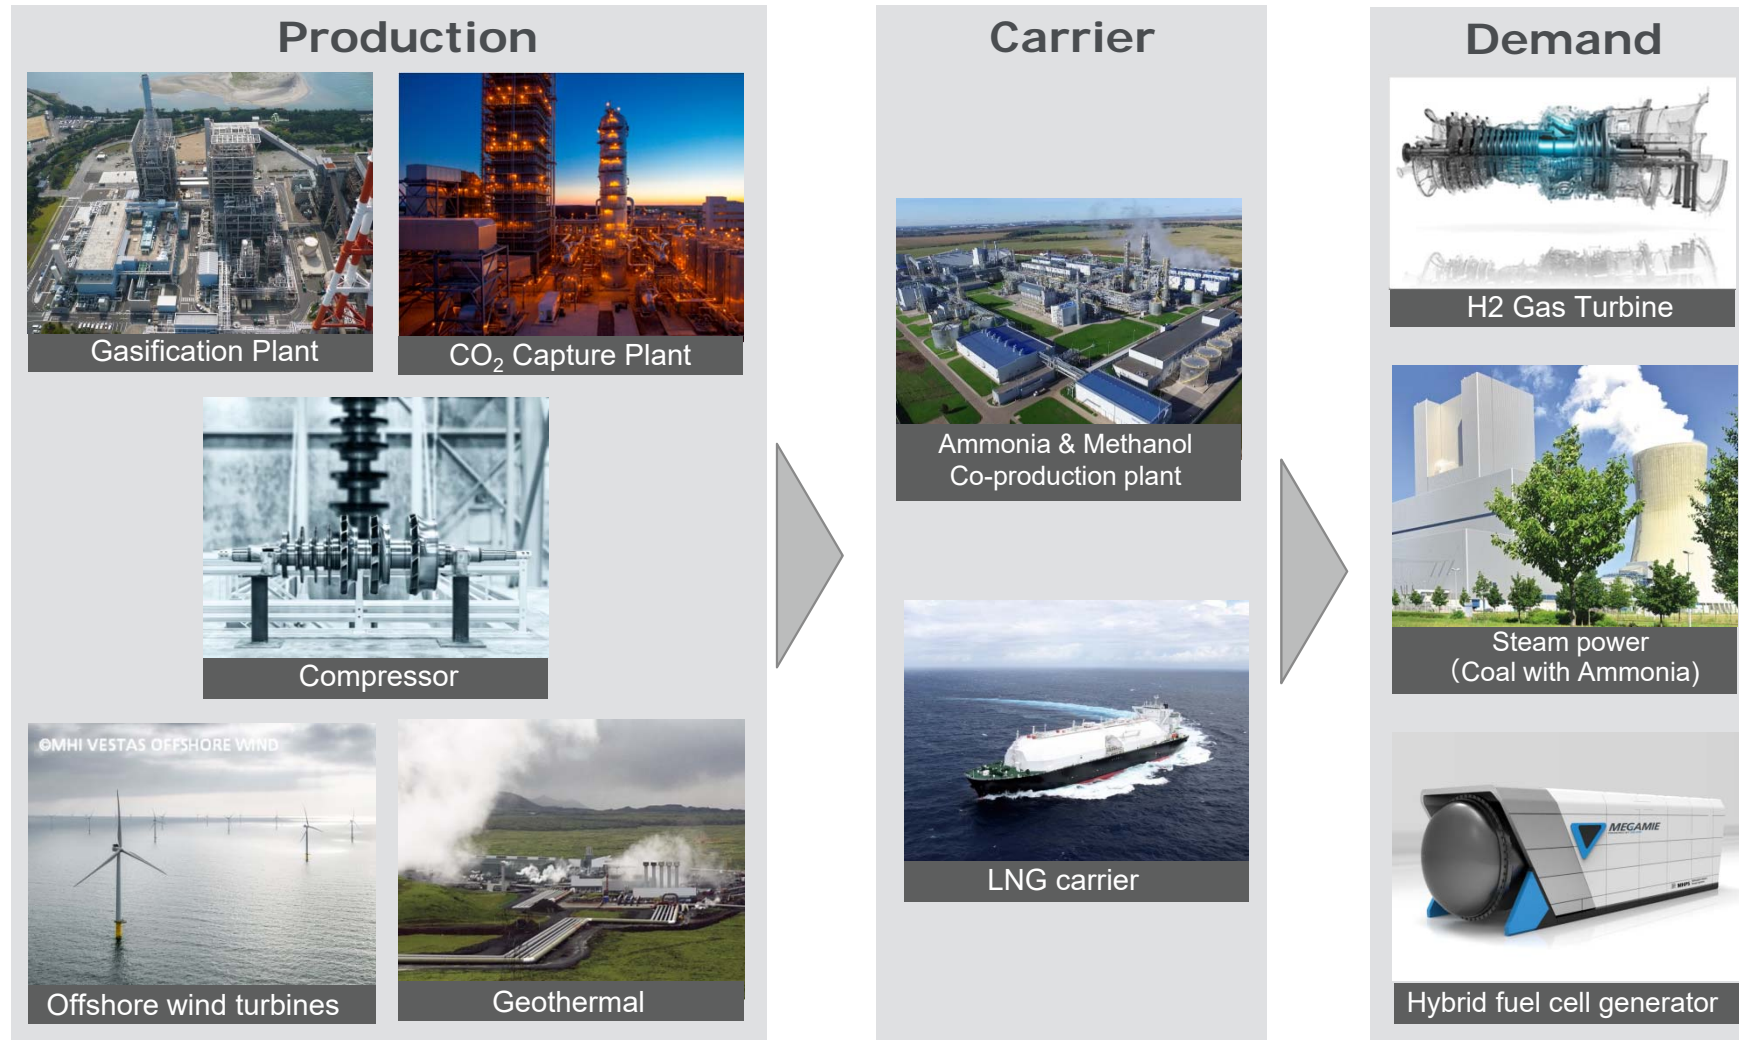 Production
Gasification Plant
CO₂ Capture Plant
Compressor
©MHI VESTAS OFFSHORE WIND
Offshore wind turbines
Geothermal
Carrier
Ammonia & Methanol
Co-production plant
LNG carrier
Demand
H2 Gas Turbine
Steam power
（Coal with Ammonia)
MEGAMIE
Hybrid fuel cell generator